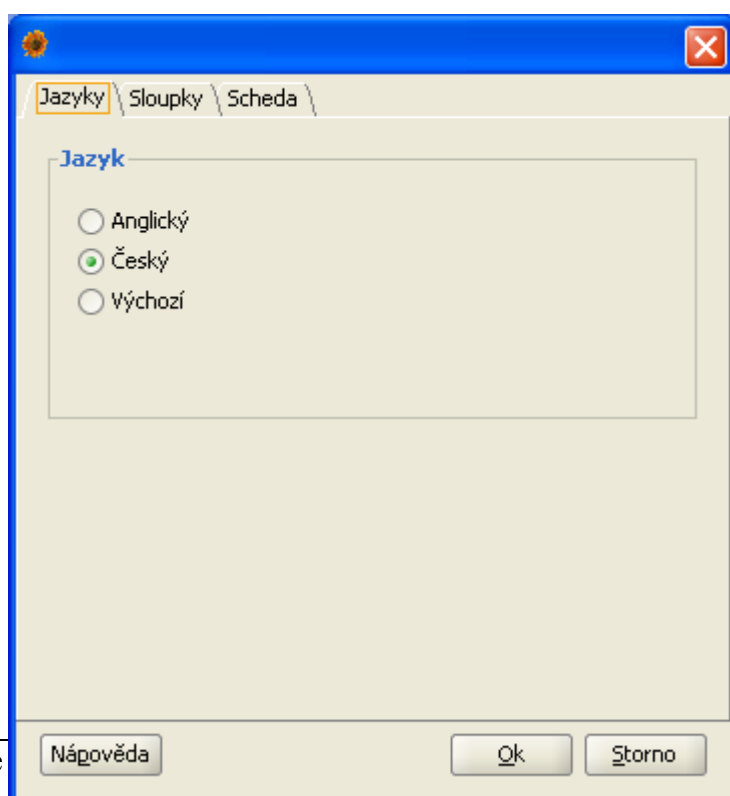 Jazyky Sloupky Scheda
Jazyk
Anglický
Český
Výchozí
Nápověda Ok Storno